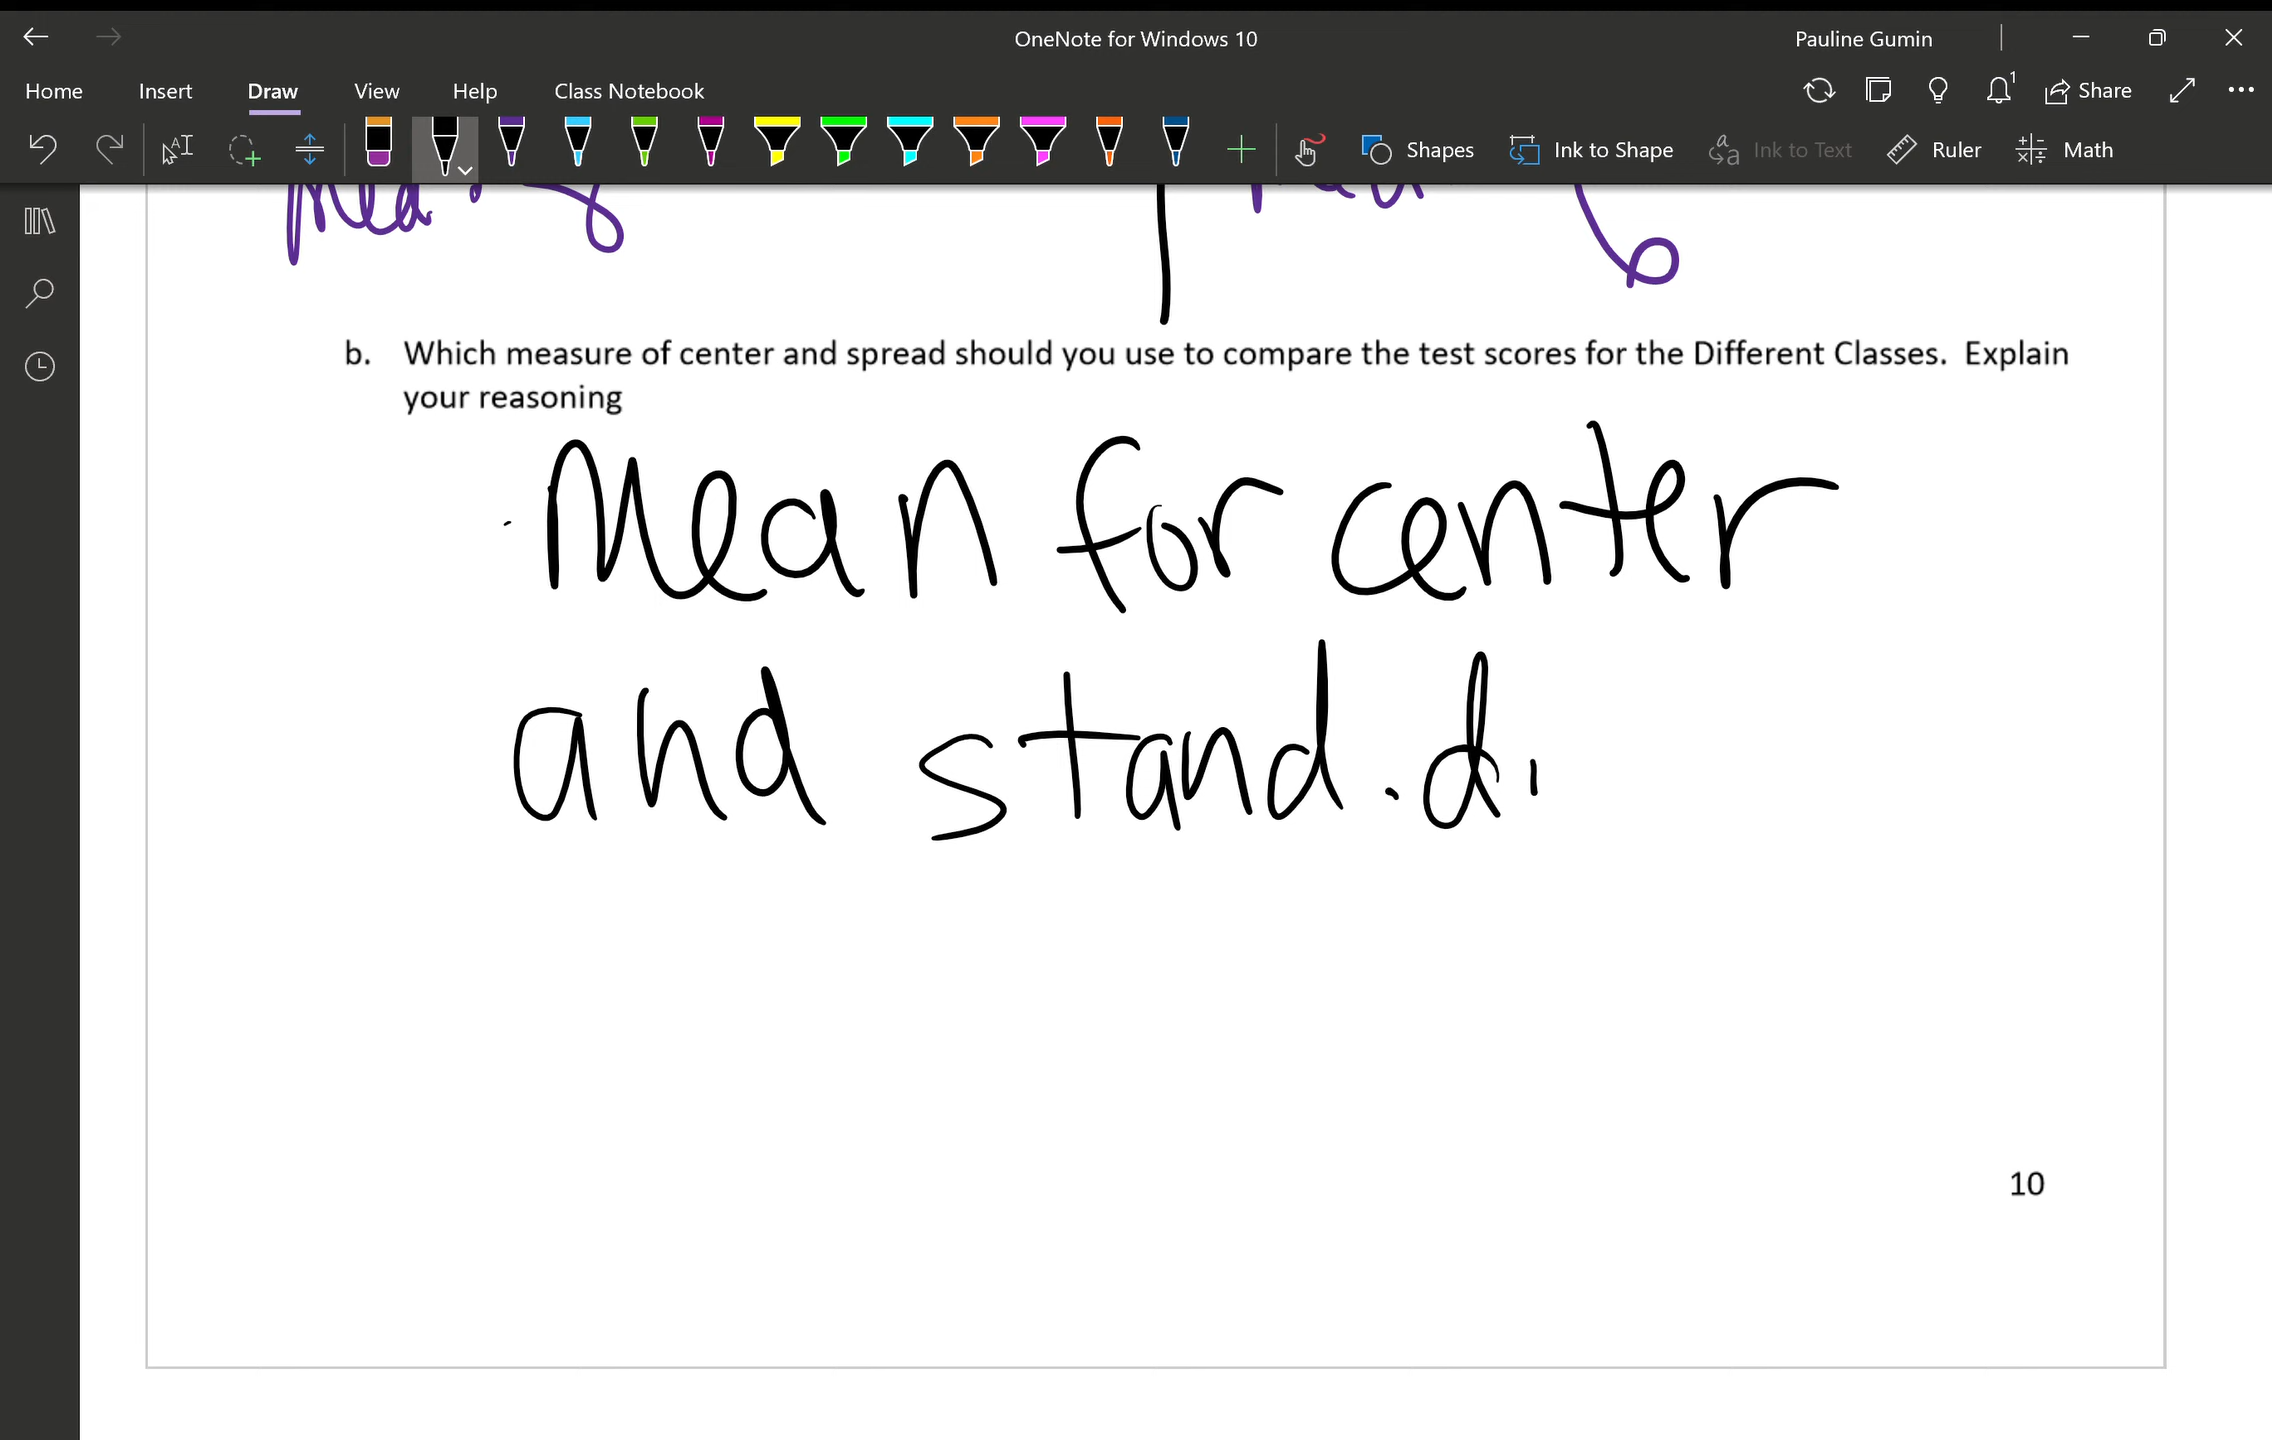 OneNote for Windows 10
Pauline Gumin
Home Insert Draw View Help Class Notebook
1 Share
Shapes Ink to Shape Ink to Text Ruler Math
b. Which measure of center and spread should you use to compare the test scores for the Different Classes. Explain
your reasoning
Mean for center
and stand. di
10